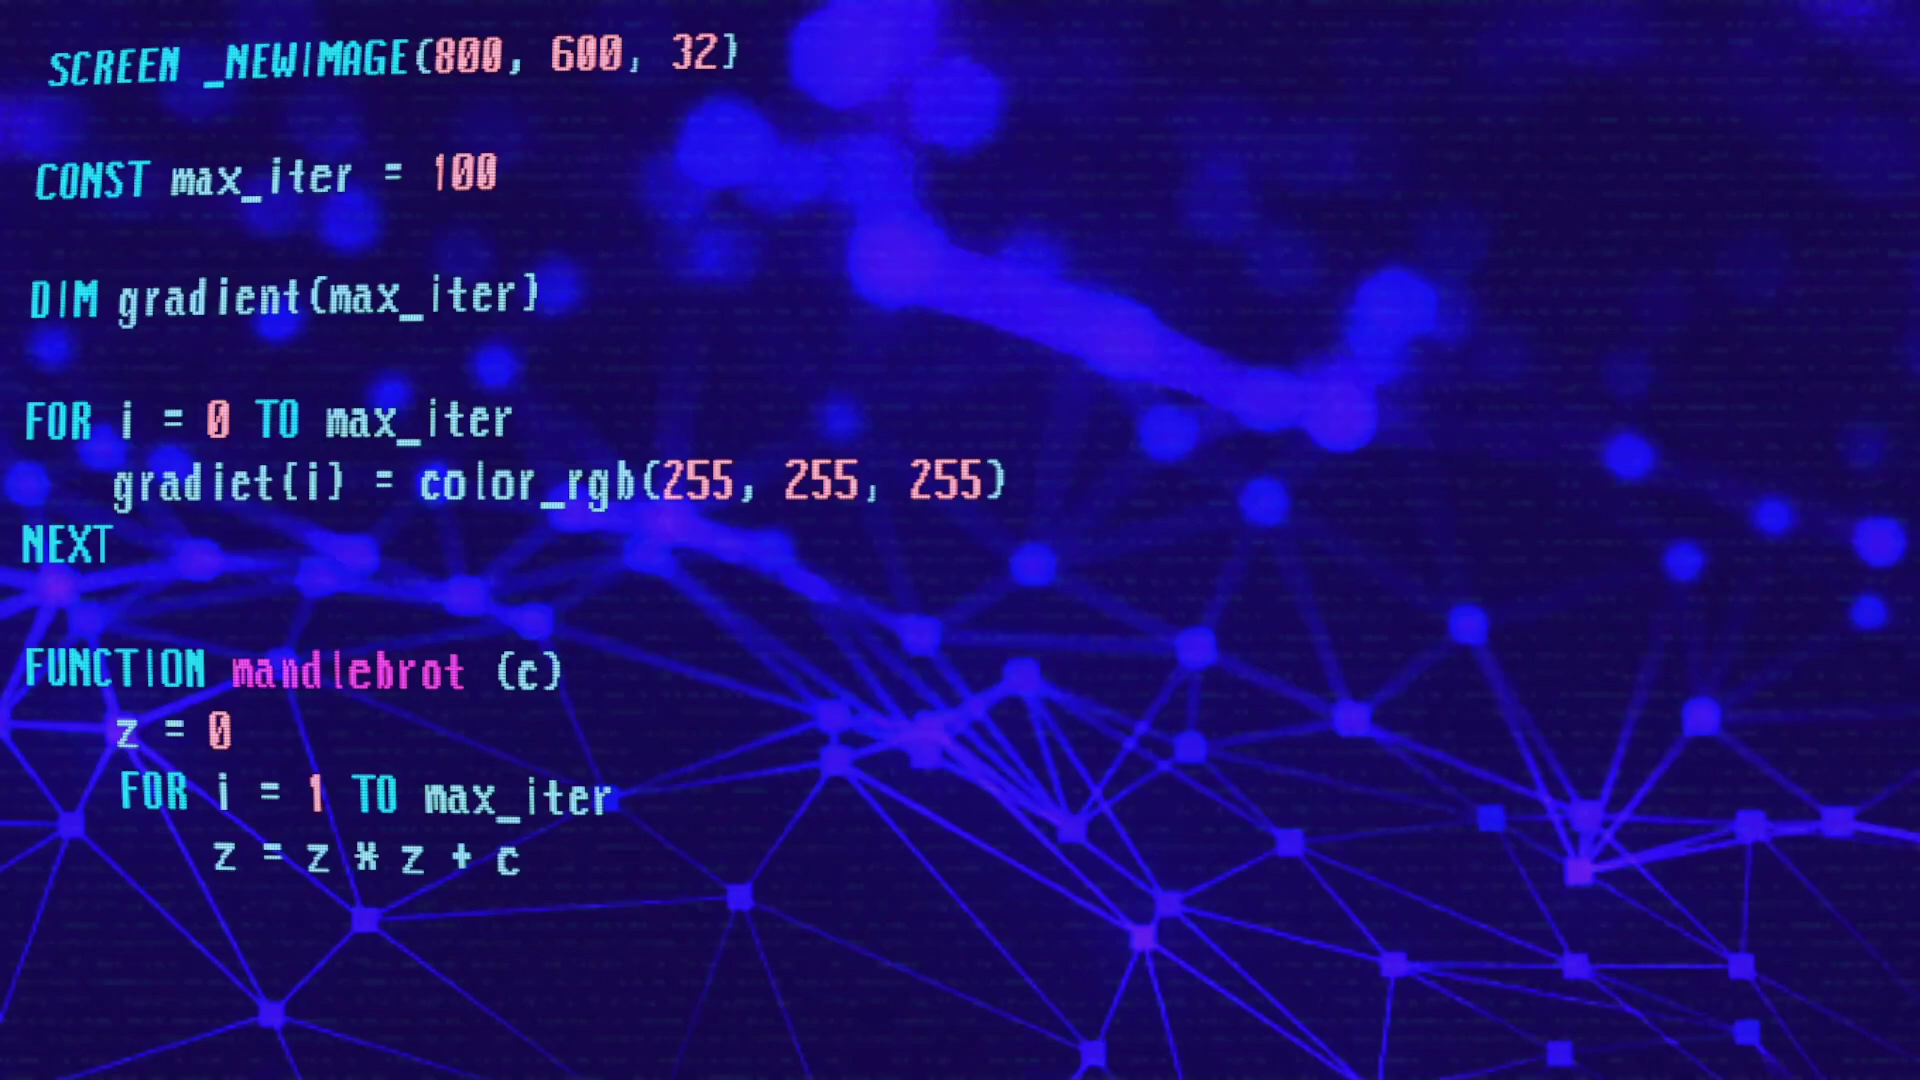 SCREEN _NEWIMAGE(800, 600, 32)
CONST max_iter = 100
DIM gradient(max_iter)
FOR i = 0 TO max_iter
gradiet(i) = color_rgb(255, 255, 255)
NEXT
FUNCTION mandlebrot (c)
z = 0
FOR i = 1 TO max_iter
z = z * z + c